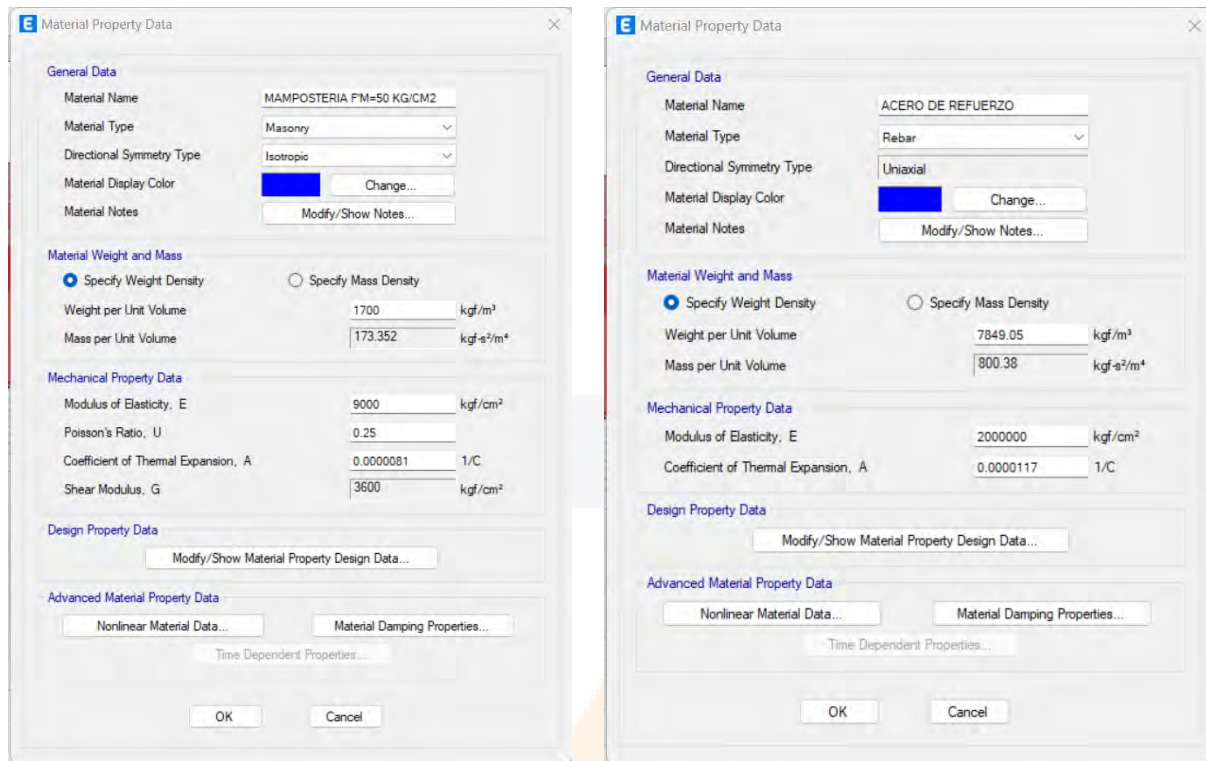 E Material Property Data
General Data
Material Name MAMPOSTERIA F'M=50 KG/CM2
Material Type Masonry
Directional Symmetry Type Isotropic
Material Display Color Change...
Material Notes Modify/Show Notes...
Material Weight and Mass
Specify Weight Density Specify Mass Density
Weight per Unit Volume 1700 kgf/m³
Mass per Unit Volume 173.352 kgf-s²/m⁴
Mechanical Property Data
Modulus of Elasticity, E 9000 kgf/cm²
Poisson's Ratio, U 0.25
Coefficient of Thermal Expansion, A 0.0000081 1/C
Shear Modulus, G 3600 kgf/cm²
Design Property Data
Modify/Show Material Property Design Data...
Advanced Material Property Data
Nonlinear Material Data... Material Damping Properties...
Time Dependent Properties...
OK Cancel
E Material Property Data
General Data
Material Name ACERO DE REFUERZO
Material Type Rebar
Directional Symmetry Type Uniaxial
Material Display Color Change...
Material Notes Modify/Show Notes...
Material Weight and Mass
Specify Weight Density Specify Mass Density
Weight per Unit Volume 7849.05 kgf/m³
Mass per Unit Volume 800.38 kgf-s²/m⁴
Mechanical Property Data
Modulus of Elasticity, E 2000000 kgf/cm²
Coefficient of Thermal Expansion, A 0.0000117 1/C
Design Property Data
Modify/Show Material Property Design Data...
Advanced Material Property Data
Nonlinear Material Data... Material Damping Properties...
Time Dependent Properties...
OK Cancel